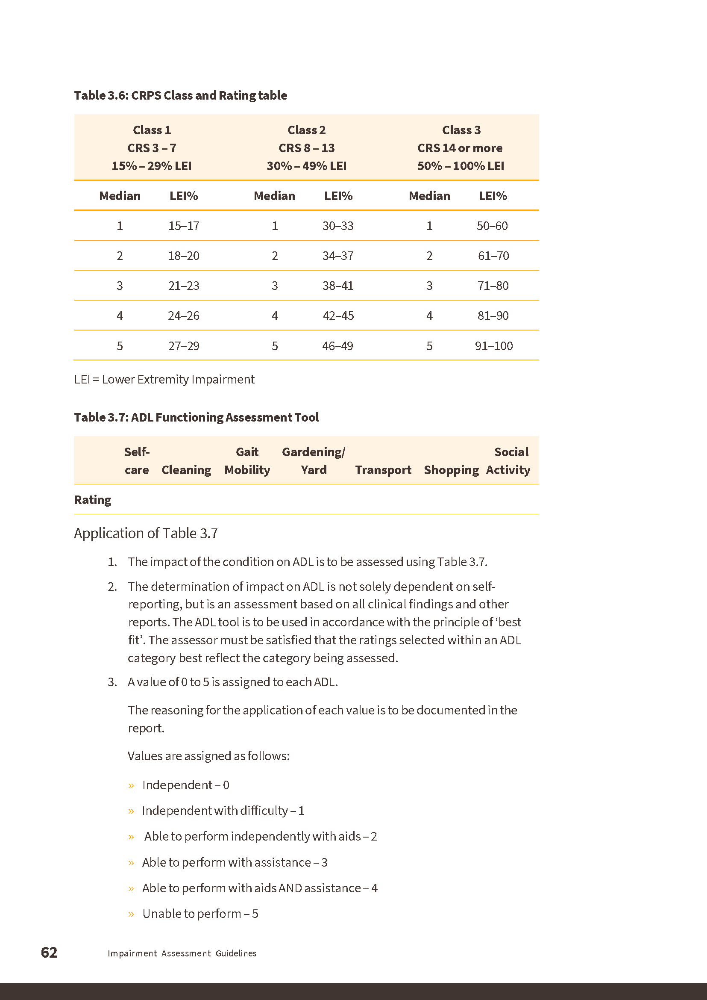 Table 3.6: CRPS Class and Rating table
Class 1 Class 2 Class 3
CRS 3 – 7 CRS 8 – 13 CRS 14 or more
15% – 29% LEI 30% – 49% LEI 50% – 100% LEI
Median LEI% Median LEI% Median LEI%
1 15–17 1 30–33 1 50–60
2 18–20 2 34–37 2 61–70
3 21–23 3 38–41 3 71–80
4 24–26 4 42–45 4 81–90
5 27–29 5 46–49 5 91–100
LEI = Lower Extremity Impairment
Table 3.7: ADL Functioning Assessment Tool
Self- Gait Gardening/ Social
care Cleaning Mobility Yard Transport Shopping Activity
Rating
Application of Table 3.7
1. The impact of the condition on ADL is to be assessed using Table 3.7.
2. The determination of impact on ADL is not solely dependent on self-
reporting, but is an assessment based on all clinical findings and other
reports. The ADL tool is to be used in accordance with the principle of ‘best
fit’. The assessor must be satisfied that the ratings selected within an ADL
category best reflect the category being assessed.
3. A value of 0 to 5 is assigned to each ADL.
The reasoning for the application of each value is to be documented in the
report.
Values are assigned as follows:
» Independent – 0
» Independent with difficulty – 1
» Able to perform independently with aids – 2
» Able to perform with assistance – 3
» Able to perform with aids AND assistance – 4
» Unable to perform – 5
62 Impairment Assessment Guidelines